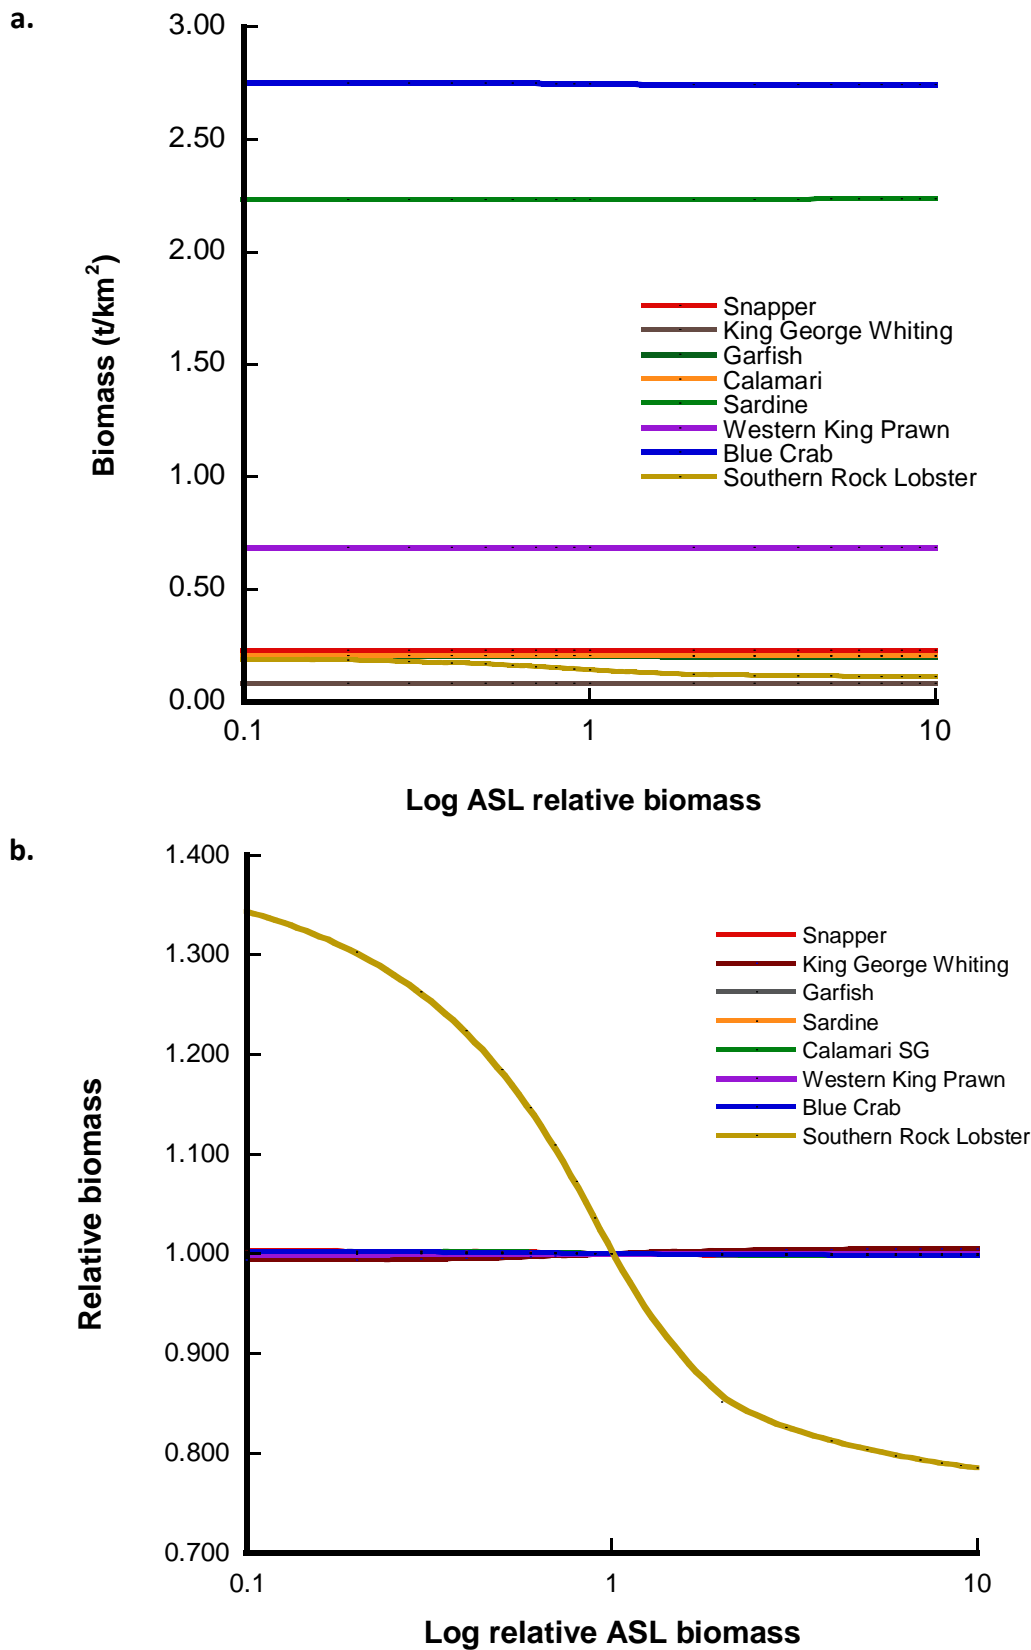 a.
3.00
2.50
2.00
1.50
1.00
0.50
0.00
Biomass (t/km²)
Snapper
King George Whiting
Garfish
Calamari
Sardine
Western King Prawn
Blue Crab
Southern Rock Lobster
0.1
1
10
Log ASL relative biomass
b.
1.400
1.300
1.200
1.100
1.000
0.900
0.800
0.700
Relative biomass
Snapper
King George Whiting
Garfish
Sardine
Calamari SG
Western King Prawn
Blue Crab
Southern Rock Lobster
0.1
1
10
Log relative ASL biomass